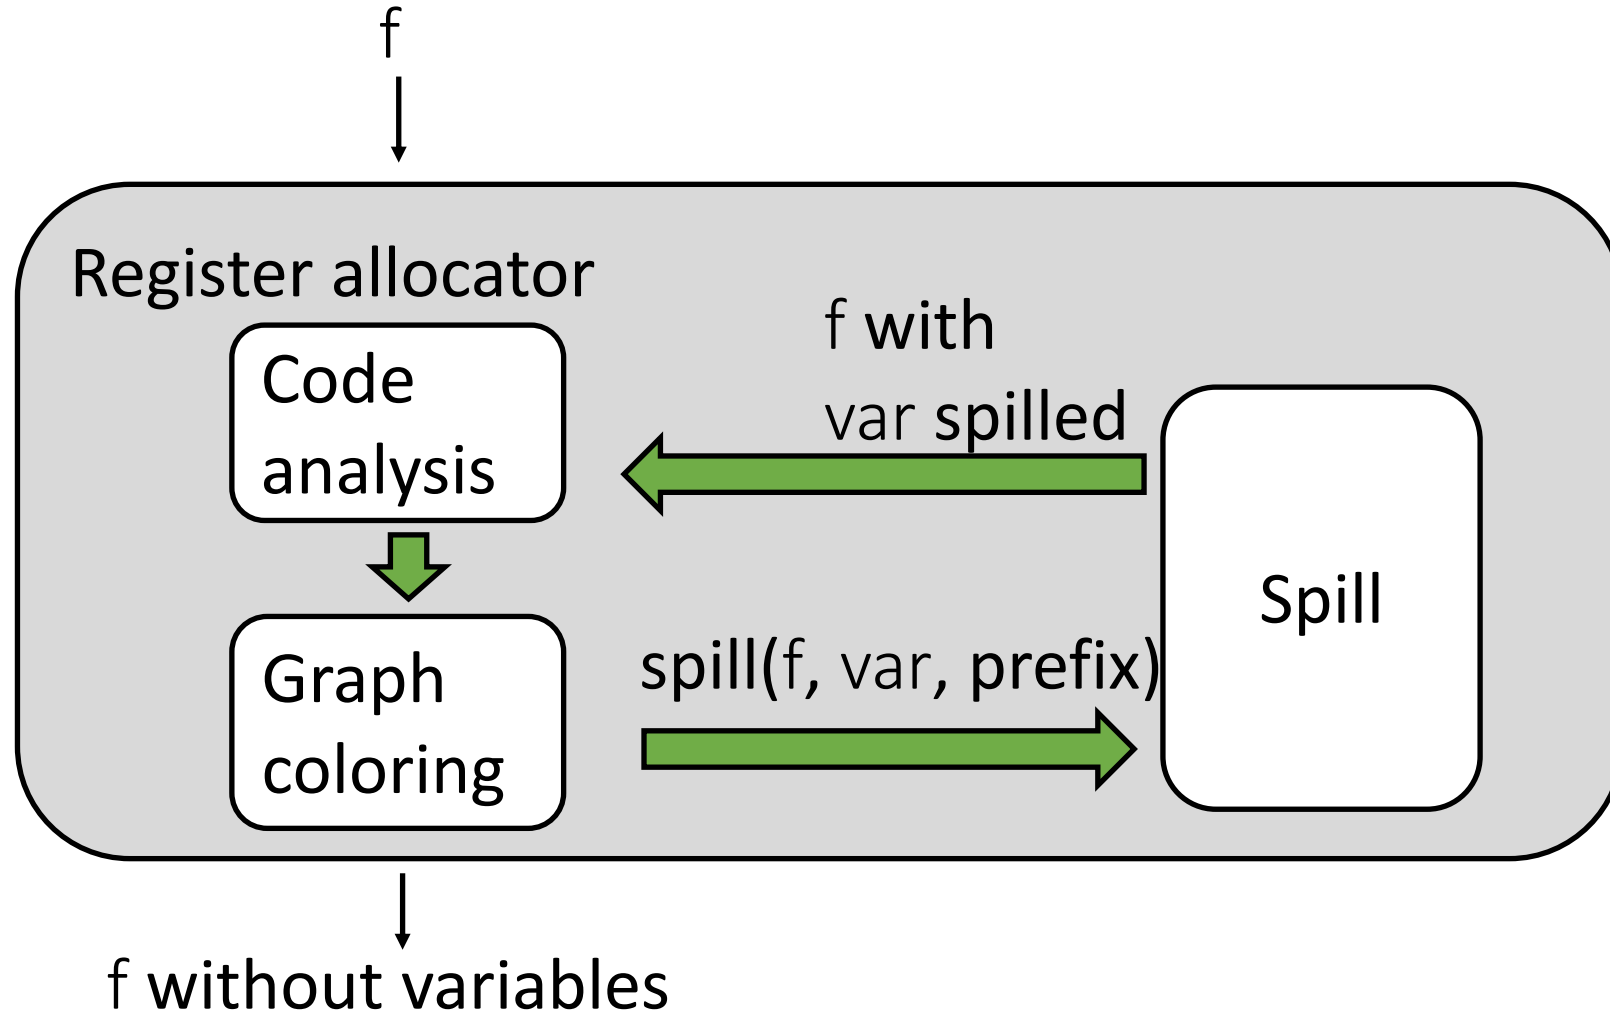 f
Register allocator
Code
analysis
f with
var spilled
Spill
Graph
coloring
spill(f, var, prefix)
f without variables